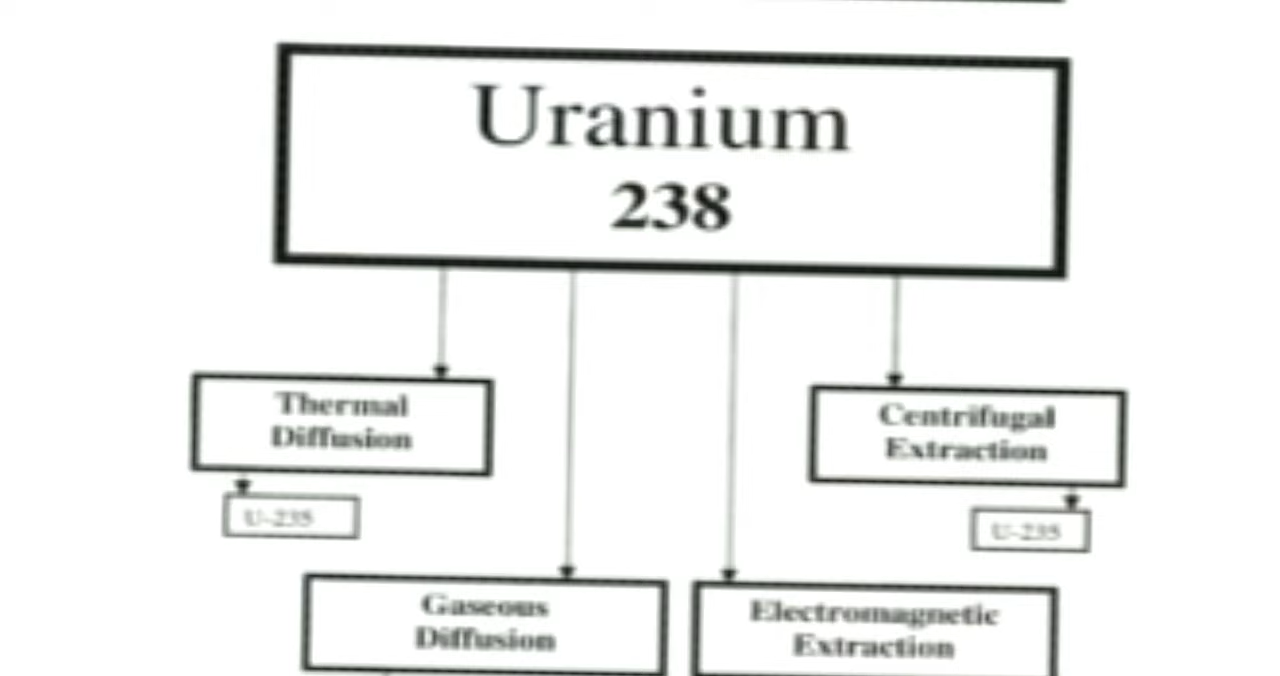 Uranium
238
Thermal
Diffusion
Centrifugal
Extraction
U-235
U-235
Gaseous
Diffusion
Electromagnetic
Extraction